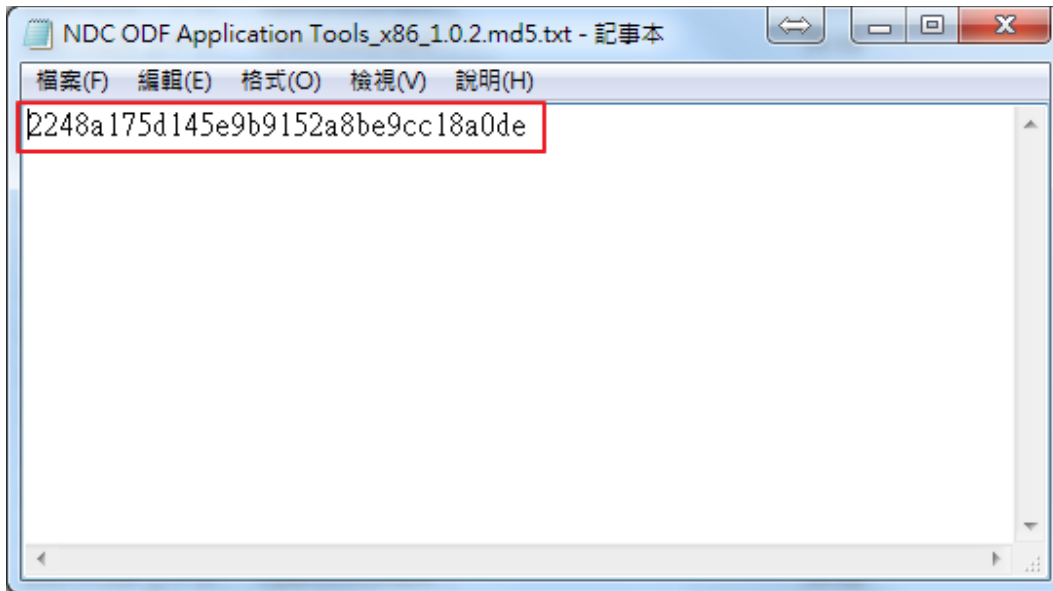 NDC ODF Application Tools_x86_1.0.2.md5.txt - 記事本
檔案(F) 編輯(E) 格式(O) 檢視(V) 說明(H)
2248a175d145e9b9152a8be9cc18a0de